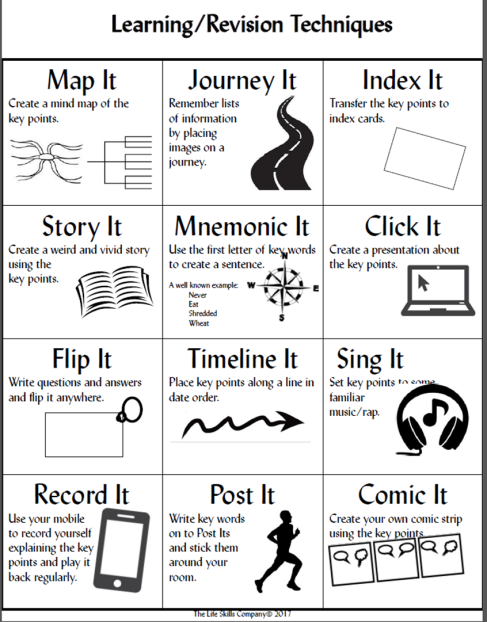 Learning/Revision Techniques
Map It
Create a mind map of the
key points.
Journey It
Remember lists
of information
by placing
images on a
journey.
Index It
Transfer the key points to
index cards.
Story It
Create a weird and vivid story
using the
key points.
Mnemonic It
Use the first letter of key words
to create a sentence.
A well known example:
Never
Eat
Shredded
Wheat
N
W
E
S
Click It
Create a presentation about
the key points.
Flip It
Write questions and answers
and flip it anywhere.
Timeline It
Place key points along a line in
date order.
Sing It
Set key points to some
familiar
music/rap.
Record It
Use your mobile
to record yourself
explaining the key
points and play it
back regularly.
Post It
Write key words
on to Post Its
and stick them
around your
room.
Comic It
Create your own comic strip
using the key points
The Life Skills Company© 2017